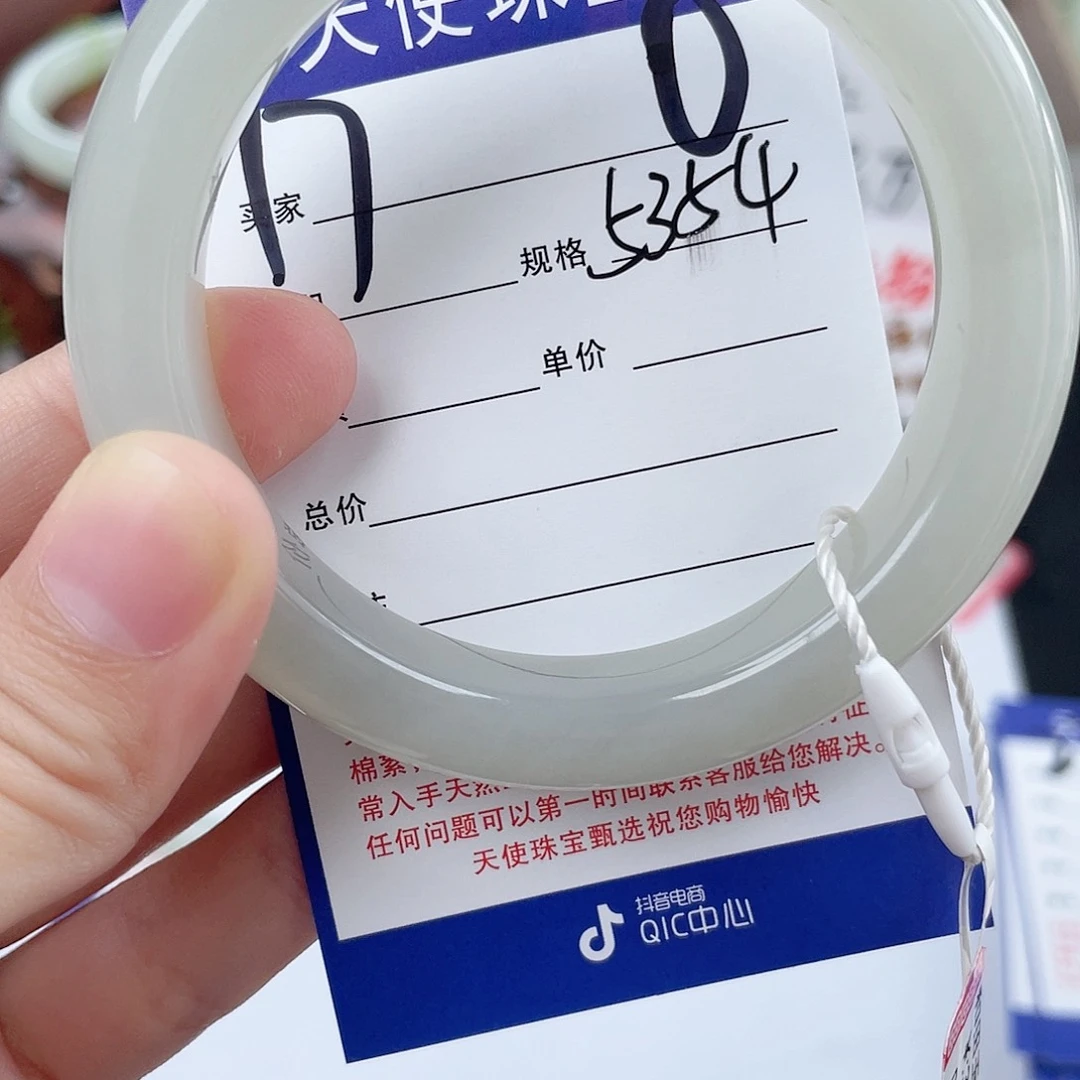 天使珠宝
17 0
买家
规格 5354
单价
总价
棉絮,
常入手天然
任何问题可以第一时间联系客服给您解决。
天使珠宝甄选祝您购物愉快
抖音电商
QIC中心